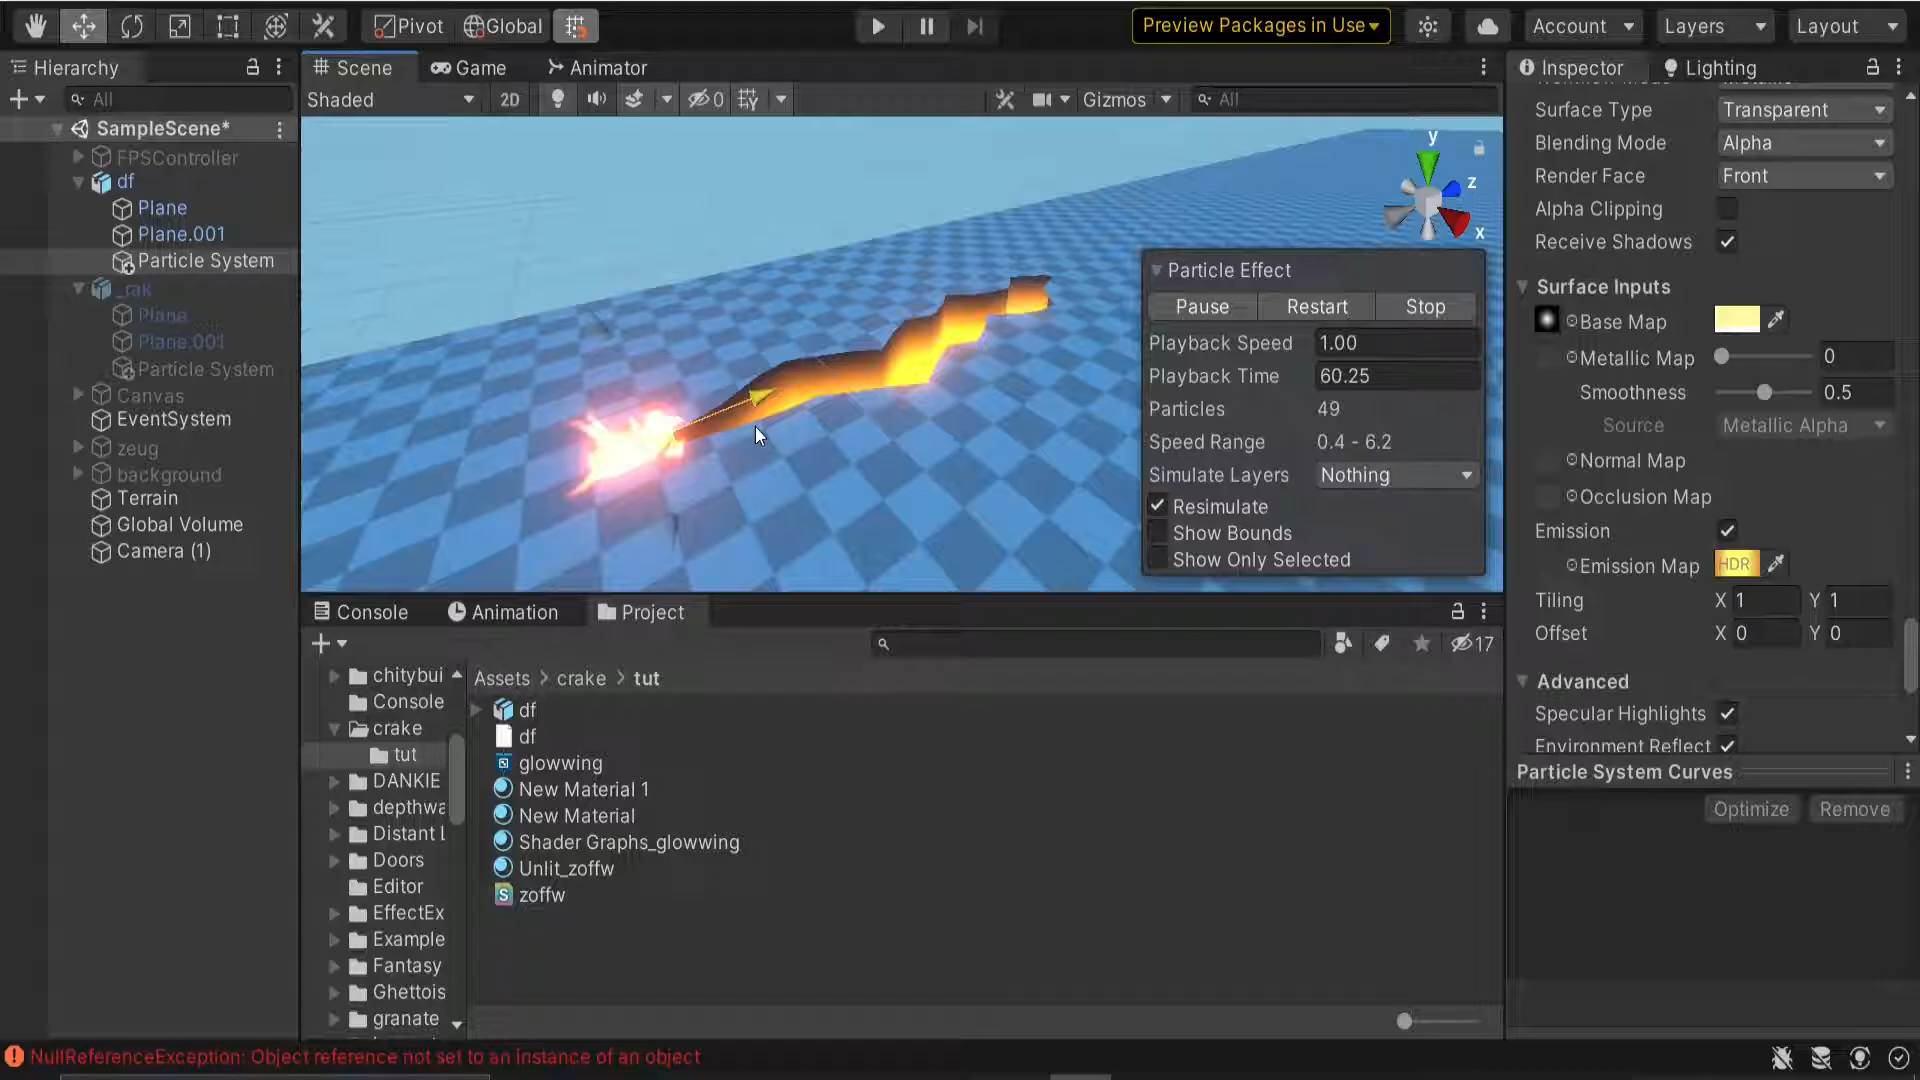 Pivot Global Preview Packages in Use Account Layers Layout
Hierarchy
All
SampleScene*
FPSController
df
Plane
Plane.001
Particle System
_rak
Plane
Plane.001
Particle System
Canvas
EventSystem
zeug
background
Terrain
Global Volume
Camera (1)
Scene Game Animator
Shaded 2D 0 Gizmos All
y
z
x
Particle Effect
Pause Restart Stop
Playback Speed 1.00
Playback Time 60.25
Particles 49
Speed Range 0.4 - 6.2
Simulate Layers Nothing
Resimulate
Show Bounds
Show Only Selected
Console Animation Project
17
chitybui
Console
crake
tut
DANKIE
depthwa
Distant L
Doors
Editor
EffectEx
Example
Fantasy
Ghettois
granate
Assets > crake > tut
df
df
glowwing
New Material 1
New Material
Shader Graphs_glowwing
Unlit_zoffw
zoffw
Inspector Lighting
Surface Type Transparent
Blending Mode Alpha
Render Face Front
Alpha Clipping
Receive Shadows
Surface Inputs
Base Map
Metallic Map 0
Smoothness 0.5
Source Metallic Alpha
Normal Map
Occlusion Map
Emission
Emission Map HDR
Tiling X 1 Y 1
Offset X 0 Y 0
Advanced
Specular Highlights
Environment Reflect
Particle System Curves
Optimize Remove
NullReferenceException: Object reference not set to an instance of an object